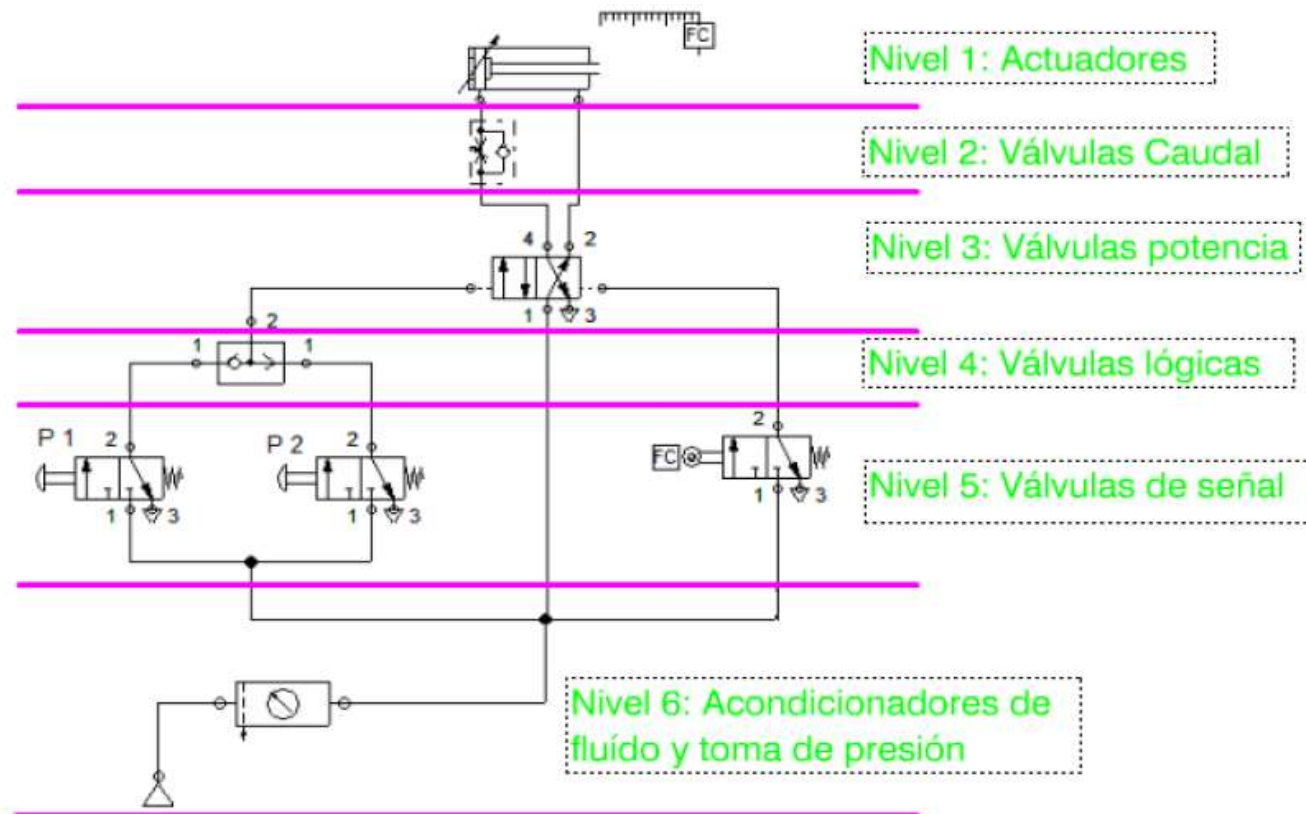 FC
Nivel 1: Actuadores
Nivel 2: Válvulas Caudal
4 2
Nivel 3: Válvulas potencia
1 3
2
1 1
Nivel 4: Válvulas lógicas
P 1 2
P 2 2
2
FC
1 3
1 3
1 3
Nivel 5: Válvulas de señal
Nivel 6: Acondicionadores de
fluído y toma de presión